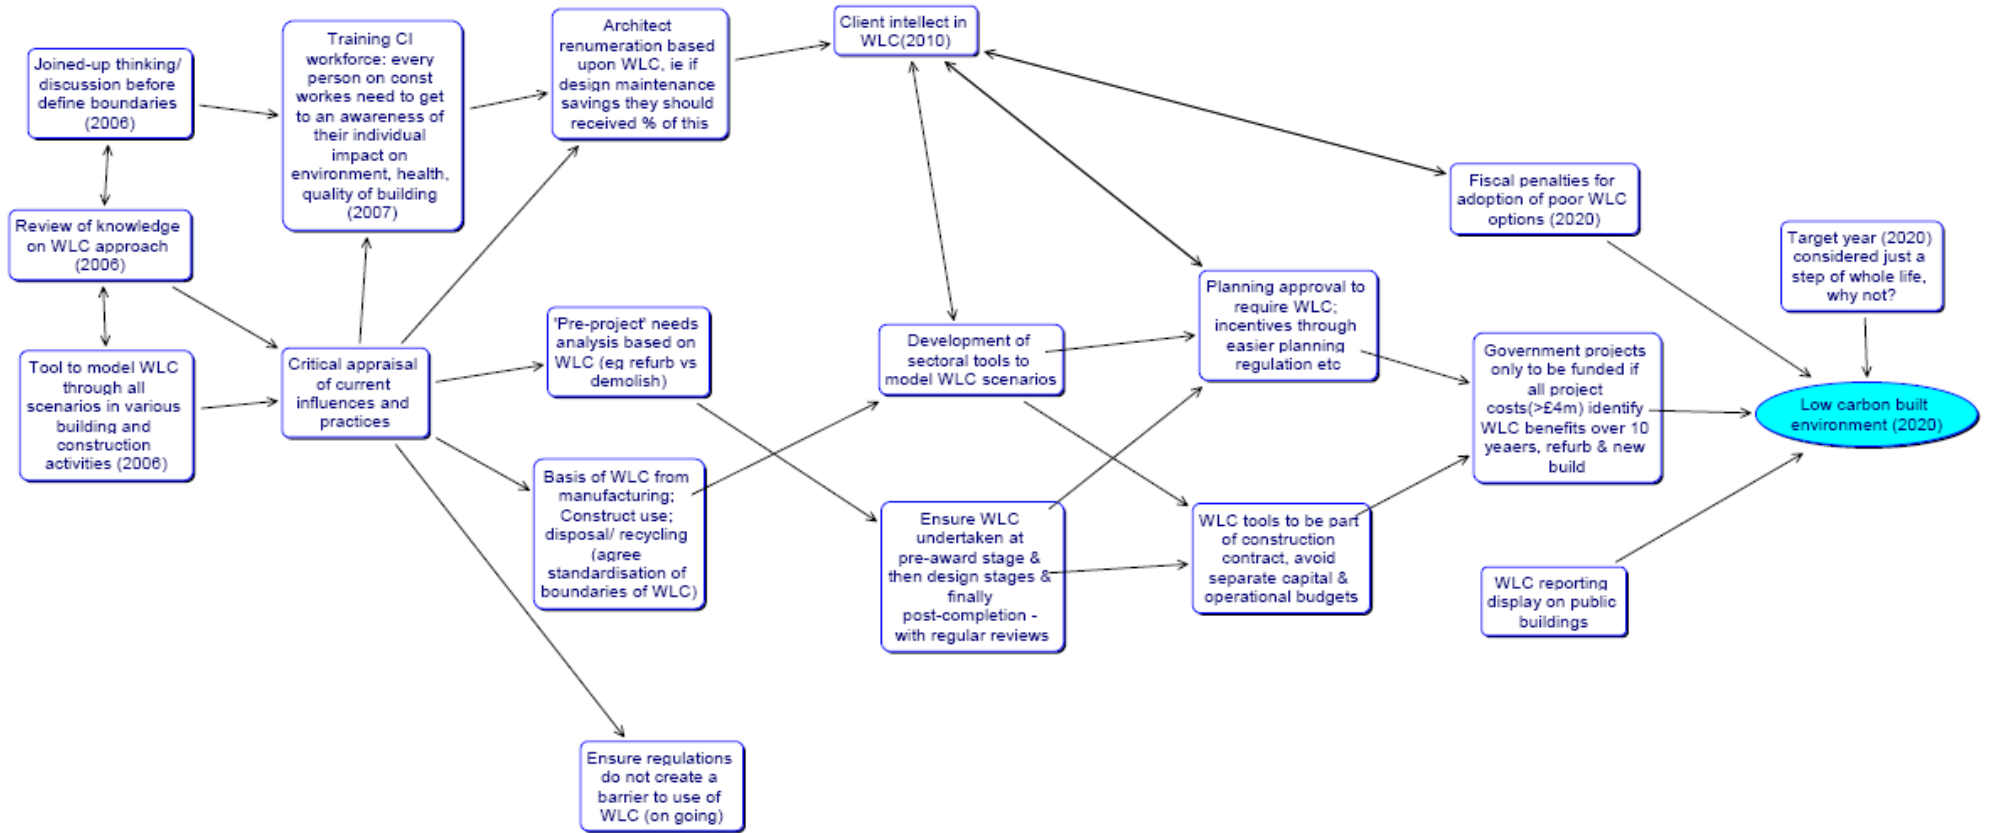 Joined-up thinking/
discussion before
define boundaries
(2006)
Training CI
workforce: every
person on const
workes need to get
to an awareness of
their individual
impact on
environment, health,
quality of building
(2007)
Architect
renumeration based
upon WLC, ie if
design maintenance
savings they should
received % of this
Client intellect in
WLC(2010)
Fiscal penalties for
adoption of poor WLC
options (2020)
Target year (2020)
considered just a
step of whole life,
why not?
Review of knowledge
on WLC approach
(2006)
Tool to model WLC
through all
scenarios in various
building and
construction
activities (2006)
Critical appraisal
of current
influences and
practices
'Pre-project' needs
analysis based on
WLC (eg refurb vs
demolish)
Basis of WLC from
manufacturing;
Construct use;
disposal/ recycling
(agree
standardisation of
boundaries of WLC)
Ensure regulations
do not create a
barrier to use of
WLC (on going)
Development of
sectoral tools to
model WLC scenarios
Ensure WLC
undertaken at
pre-award stage &
then design stages &
finally
post-completion -
with regular reviews
Planning approval to
require WLC;
incentives through
easier planning
regulation etc
WLC tools to be part
of construction
contract, avoid
separate capital &
operational budgets
Government projects
only to be funded if
all project
costs(>£4m) identify
WLC benefits over 10
yeaers, refurb & new
build
WLC reporting
display on public
buildings
Low carbon built
environment (2020)